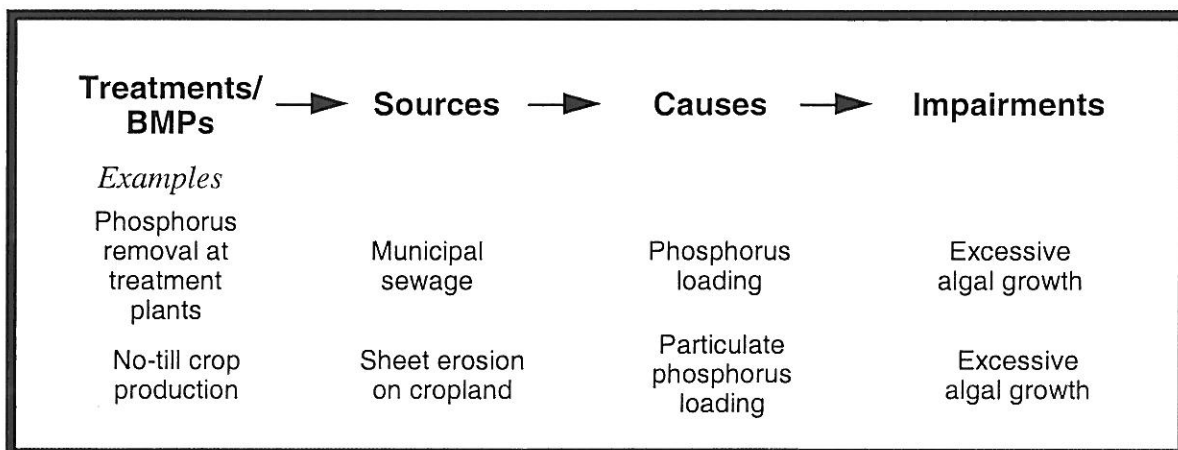 Treatments/
BMPs
Sources
Causes
Impairments
Examples
Phosphorus
removal at
treatment
plants
Municipal
sewage
Phosphorus
loading
Excessive
algal growth
No-till crop
production
Sheet erosion
on cropland
Particulate
phosphorus
loading
Excessive
algal growth